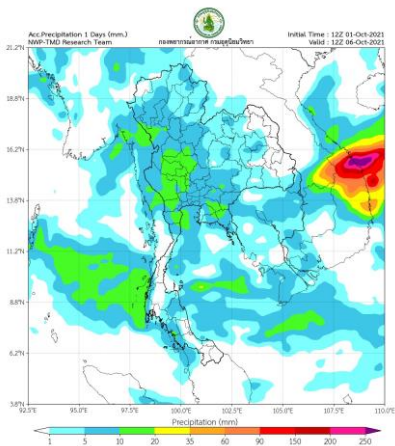 Acc.Precipitation 1 Days (mm.)
NWP-TMD Research Team
กองพยากรณ์อากาศ กรมอุตุนิยมวิทยา
Initial Time : 12Z 01-Oct-2021
Valid : 12Z 06-Oct-2021
21.2°N
18.8°N
16.2°N
13.8°N
11.2°N
8.8°N
6.2°N
3.8°N
92.5°E 95.0°E 97.5°E 100.0°E 102.5°E 105.0°E 107.5°E 110.0°E
Precipitation (mm)
1 5 10 20 35 60 90 150 200 250